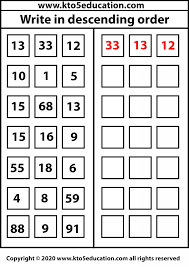 www.kto5education.com
Write in descending order
13 33 12 33 13 12
10 1 5
15 68 13
15 16 9
55 18 6
4 8 59
88 9 91
Copyright © 2020 www.kto5education.com all rights reserved